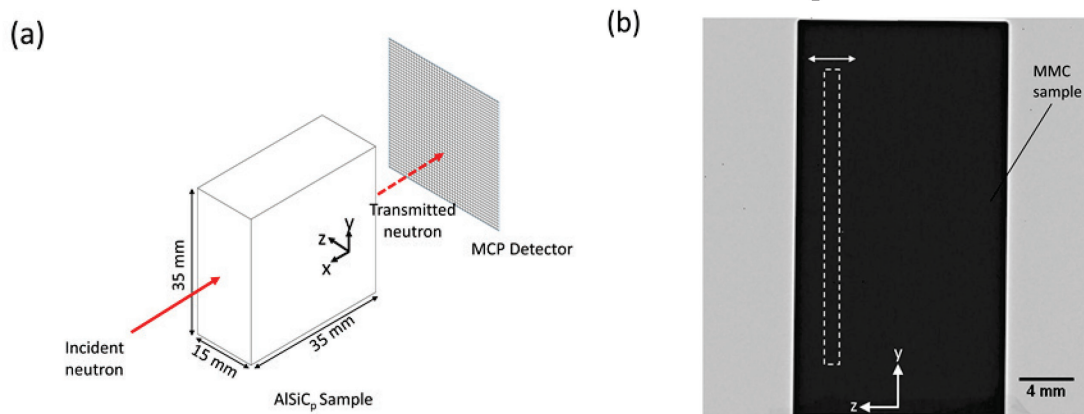 (a)
35 mm
15 mm
35 mm
Incident
neutron
AlSiCp Sample
y
z
x
Transmitted
neutron
MCP Detector
(b)
MMC
sample
y
z
4 mm